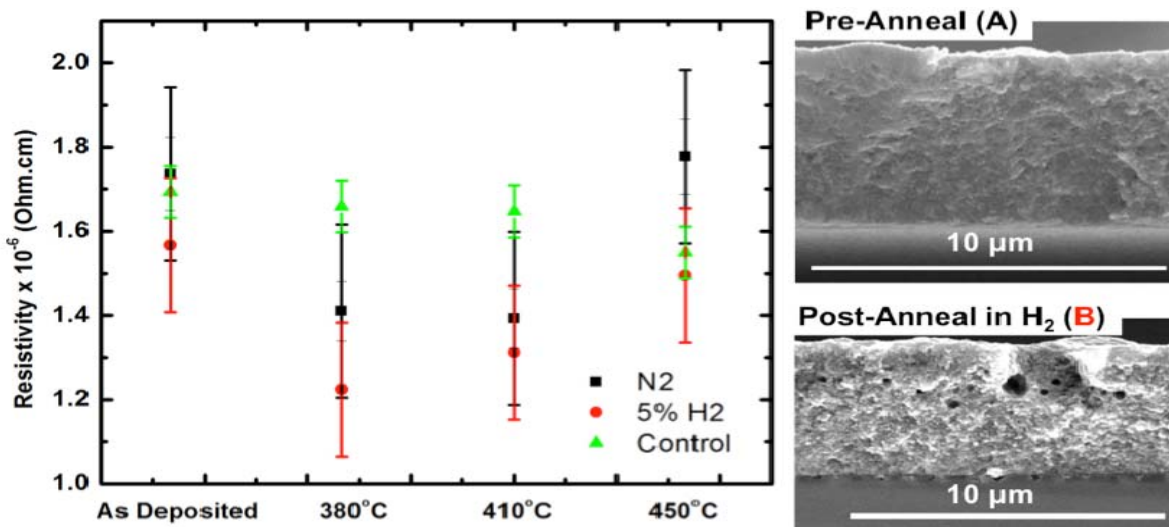 Resistivity x 10⁻⁶ (Ohm.cm)
2.0
1.8
1.6
1.4
1.2
1.0
As Deposited
380°C
410°C
450°C
N2
5% H2
Control
Pre-Anneal (A)
10 µm
Post-Anneal in H₂ (B)
10 µm